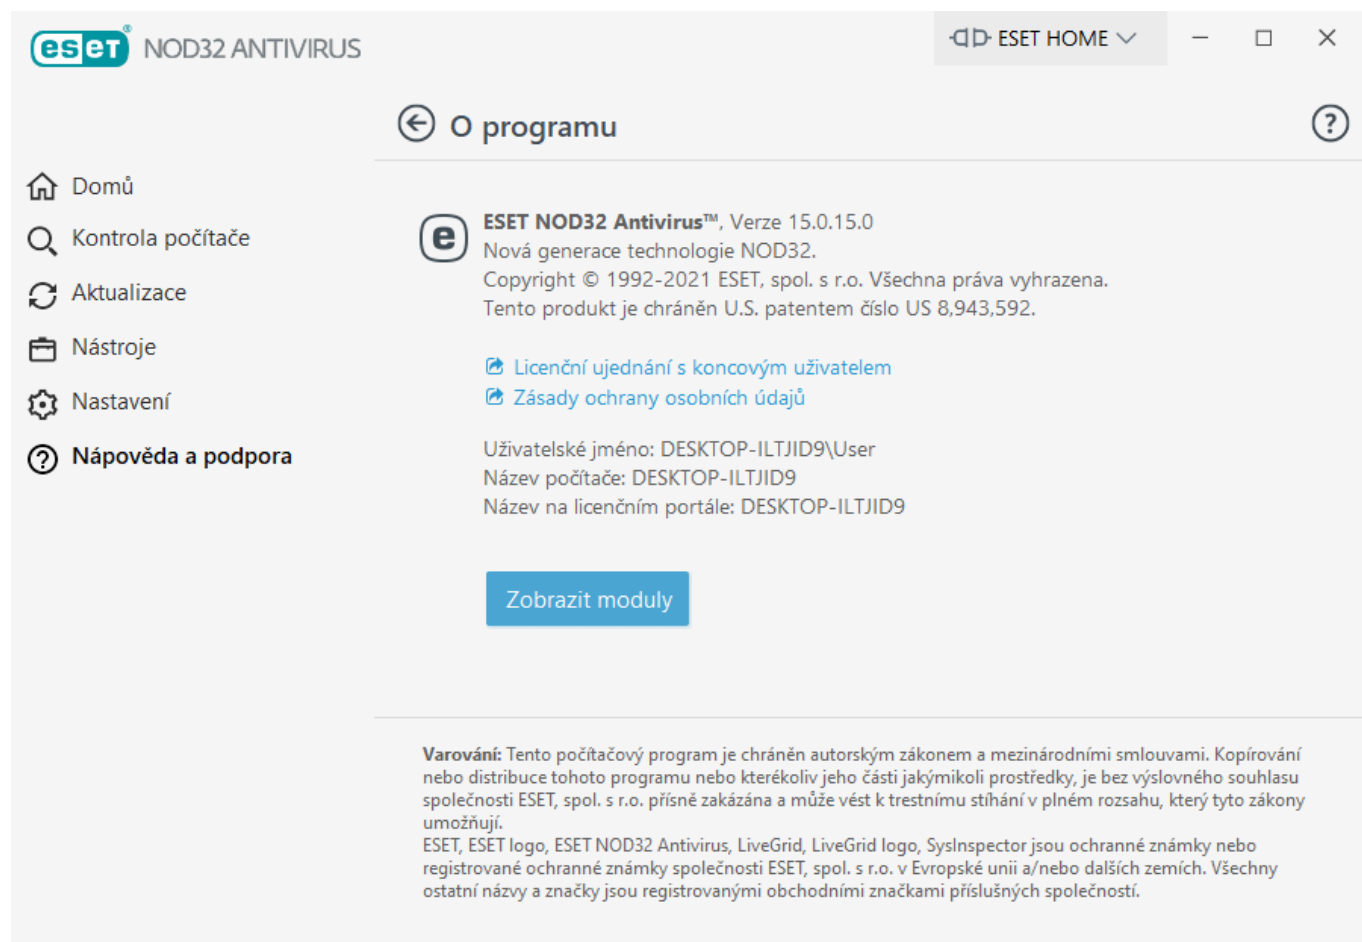 eset® NOD32 ANTIVIRUS
ESET HOME
O programu
?
Domů
Kontrola počítače
Aktualizace
Nástroje
Nastavení
Nápověda a podpora
e
ESET NOD32 Antivirus™, Verze 15.0.15.0
Nová generace technologie NOD32.
Copyright © 1992-2021 ESET, spol. s r.o. Všechna práva vyhrazena.
Tento produkt je chráněn U.S. patentem číslo US 8,943,592.
Licenční ujednání s koncovým uživatelem
Zásady ochrany osobních údajů
Uživatelské jméno: DESKTOP-ILTJID9\User
Název počítače: DESKTOP-ILTJID9
Název na licenčním portále: DESKTOP-ILTJID9
Zobrazit moduly
Varování: Tento počítačový program je chráněn autorským zákonem a mezinárodními smlouvami. Kopírování
nebo distribuce tohoto programu nebo kterékoliv jeho části jakýmikoli prostředky, je bez výslovného souhlasu
společnosti ESET, spol. s r.o. přísně zakázána a může vést k trestnímu stíhání v plném rozsahu, který tyto zákony
umožňují.
ESET, ESET logo, ESET NOD32 Antivirus, LiveGrid, LiveGrid logo, SysInspector jsou ochranné známky nebo
registrované ochranné známky společnosti ESET, spol. s r.o. v Evropské unii a/nebo dalších zemích. Všechny
ostatní názvy a značky jsou registrovanými obchodními značkami příslušných společností.